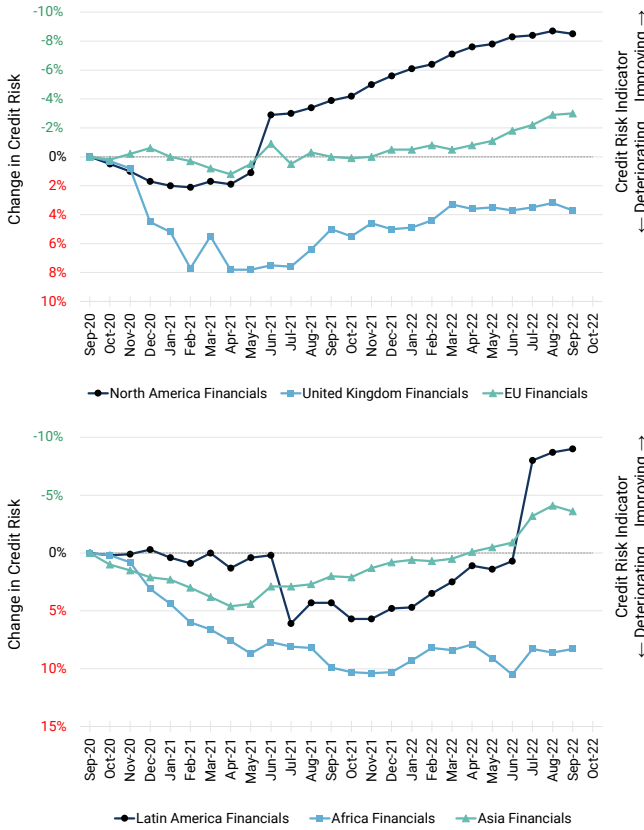 -10%
-8%
-6%
-4%
-2%
0%
2%
4%
6%
8%
10%
Change in Credit Risk
Credit Risk Indicator
← Deteriorating Improving →
Sep-20
Oct-20
Nov-20
Dec-20
Jan-21
Feb-21
Mar-21
Apr-21
May-21
Jun-21
Jul-21
Aug-21
Sep-21
Oct-21
Nov-21
Dec-21
Jan-22
Feb-22
Mar-22
Apr-22
May-22
Jun-22
Jul-22
Aug-22
Sep-22
Oct-22
North America Financials United Kingdom Financials EU Financials
-10%
-5%
0%
5%
10%
15%
Change in Credit Risk
Credit Risk Indicator
← Deteriorating Improving →
Sep-20
Oct-20
Nov-20
Dec-20
Jan-21
Feb-21
Mar-21
Apr-21
May-21
Jun-21
Jul-21
Aug-21
Sep-21
Oct-21
Nov-21
Dec-21
Jan-22
Feb-22
Mar-22
Apr-22
May-22
Jun-22
Jul-22
Aug-22
Sep-22
Oct-22
Latin America Financials Africa Financials Asia Financials